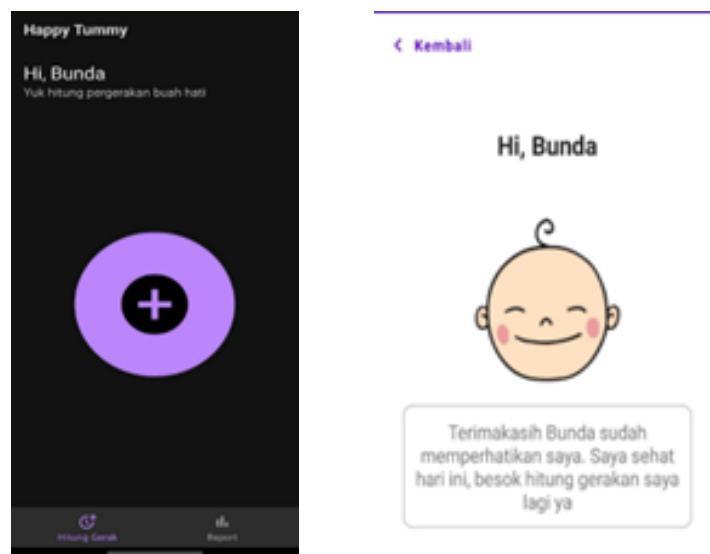 Happy Tummy
Hi, Bunda
Yuk hitung pergerakan buah hati
Hitung Gerak
Report
Kembali
Hi, Bunda
Terimakasih Bunda sudah
memperhatikan saya. Saya sehat
hari ini, besok hitung gerakan saya
lagi ya